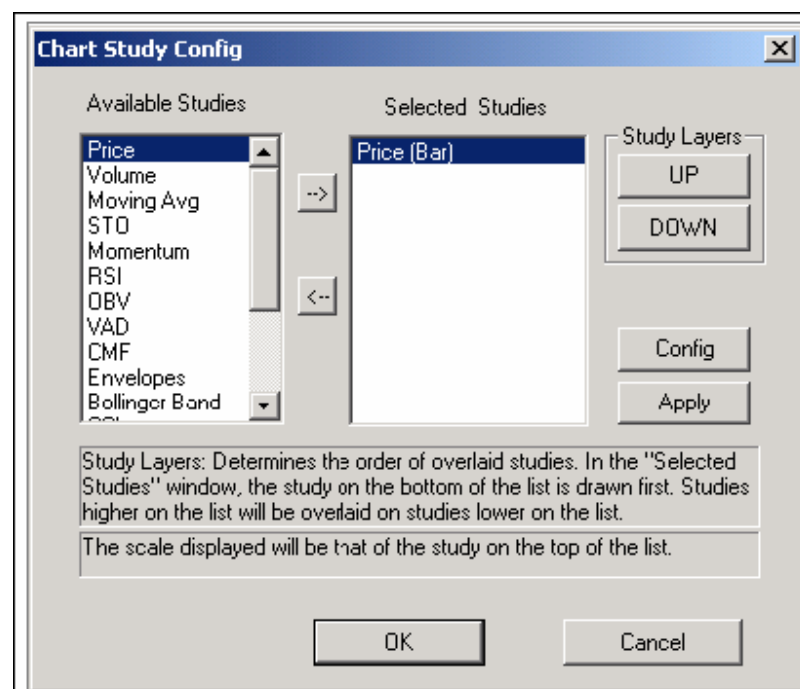 Chart Study Config
Available Studies
Selected Studies
Price
Volume
Moving Avg
STO
Momentum
RSI
OBV
VAD
CMF
Envelopes
Bollinger Band
-->
<--
Price (Bar)
Study Layers
UP
DOWN
Config
Apply
Study Layers: Determines the order of overlaid studies. In the "Selected
Studies" window, the study on the bottom of the list is drawn first. Studies
higher on the list will be overlaid on studies lower on the list.
The scale displayed will be that of the study on the top of the list.
OK
Cancel